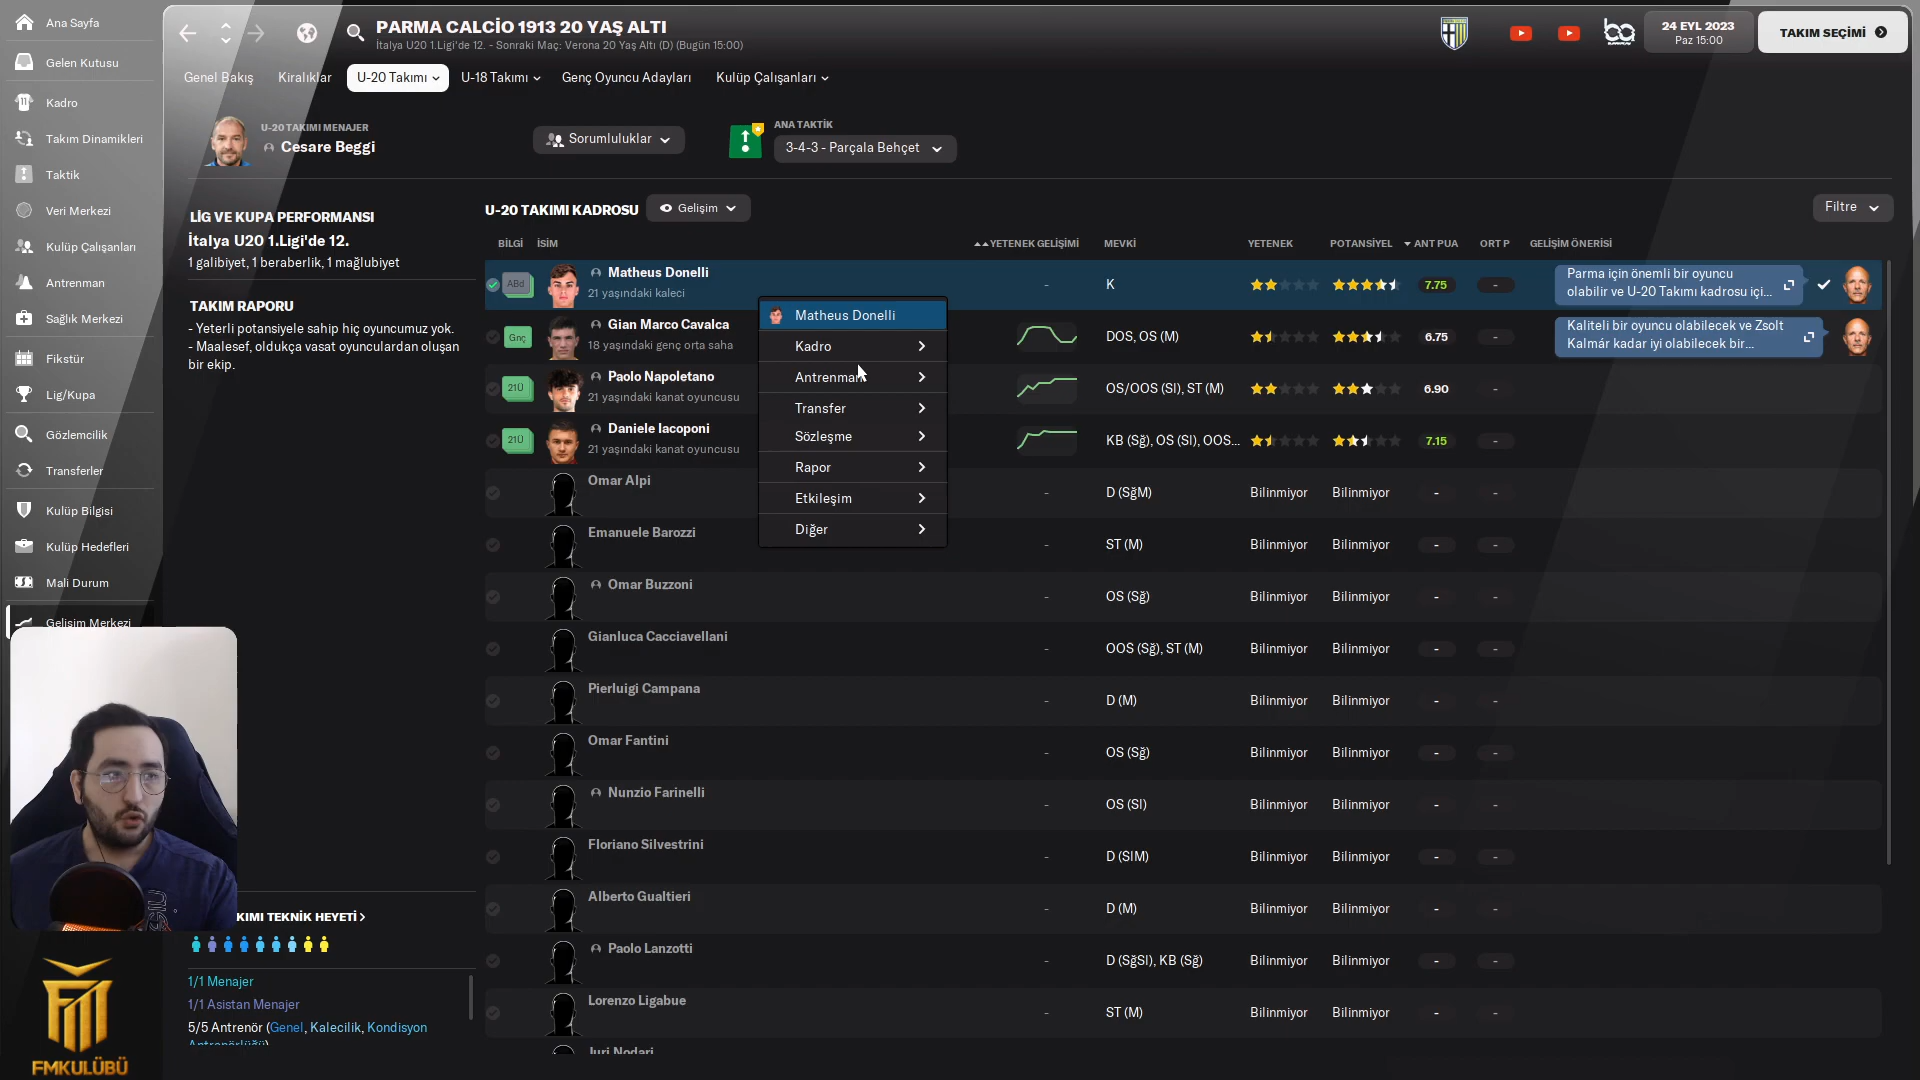 Ana Sayfa
Gelen Kutusu
Kadro
Takım Dinamikleri
Taktik
Veri Merkezi
Kulüp Çalışanları
Antrenman
Sağlık Merkezi
Fikstür
Lig/Kupa
Gözlemcilik
Transferler
Kulüp Bilgisi
Kulüp Hedefleri
Mali Durum
Gelişim Merkezi
FMKULÜBÜ
PARMA CALCİO 1913 20 YAŞ ALTI
İtalya U20 1.Ligi'de 12. - Sonraki Maç: Verona 20 Yaş Altı (D) (Bugün 15:00)
24 EYL 2023
Paz 15:00
TAKIM SEÇİMİ
Genel Bakış
Kiralıklar
U-20 Takımı
U-18 Takımı
Genç Oyuncu Adayları
Kulüp Çalışanları
U-20 TAKIMI MENAJER
Cesare Beggi
Sorumluluklar
ANA TAKTİK
3-4-3 - Parçala Behçet
LİG VE KUPA PERFORMANSI
İtalya U20 1.Ligi'de 12.
1 galibiyet, 1 beraberlik, 1 mağlubiyet
TAKIM RAPORU
- Yeterli potansiyele sahip hiç oyuncumuz yok.
- Maalesef, oldukça vasat oyunculardan oluşan
bir ekip.
KIMI TEKNİK HEYETİ
1/1 Menajer
1/1 Asistan Menajer
5/5 Antrenör (Genel, Kalecilik, Kondisyon
Antrenörlüğü)
U-20 TAKIMI KADROSU
Gelişim
Filtre
BİLGİ İSİM YETENEK GELİŞİMİ MEVKİ YETENEK POTANSİYEL ANT PUA ORT P GELİŞİM ÖNERİSİ
ABd Matheus Donelli - K 7.75 -
21 yaşındaki kaleci
Parma için önemli bir oyuncu
olabilir ve U-20 Takımı kadrosu içi...
Gnç Gian Marco Cavalca DOS, OS (M) 6.75 -
18 yaşındaki genç orta saha
Kaliteli bir oyuncu olabilecek ve Zsolt
Kalmár kadar iyi olabilecek bir...
21Ü Paolo Napoletano OS/OOS (Sl), ST (M) 6.90 -
21 yaşındaki kanat oyuncusu
21Ü Daniele Iacoponi KB (Sğ), OS (Sl), OOS... 7.15 -
21 yaşındaki kanat oyuncusu
Matheus Donelli
Kadro
Antrenman
Transfer
Sözleşme
Rapor
Etkileşim
Diğer
Omar Alpi - D (SğM) Bilinmiyor Bilinmiyor - -
Emanuele Barozzi - ST (M) Bilinmiyor Bilinmiyor - -
Omar Buzzoni - OS (Sğ) Bilinmiyor Bilinmiyor - -
Gianluca Cacciavellani - OOS (Sğ), ST (M) Bilinmiyor Bilinmiyor - -
Pierluigi Campana - D (M) Bilinmiyor Bilinmiyor - -
Omar Fantini - OS (Sğ) Bilinmiyor Bilinmiyor - -
Nunzio Farinelli - OS (Sl) Bilinmiyor Bilinmiyor - -
Floriano Silvestrini - D (SlM) Bilinmiyor Bilinmiyor - -
Alberto Gualtieri - D (M) Bilinmiyor Bilinmiyor - -
Paolo Lanzotti - D (SğSl), KB (Sğ) Bilinmiyor Bilinmiyor - -
Lorenzo Ligabue - ST (M) Bilinmiyor Bilinmiyor - -
Juri Nodari